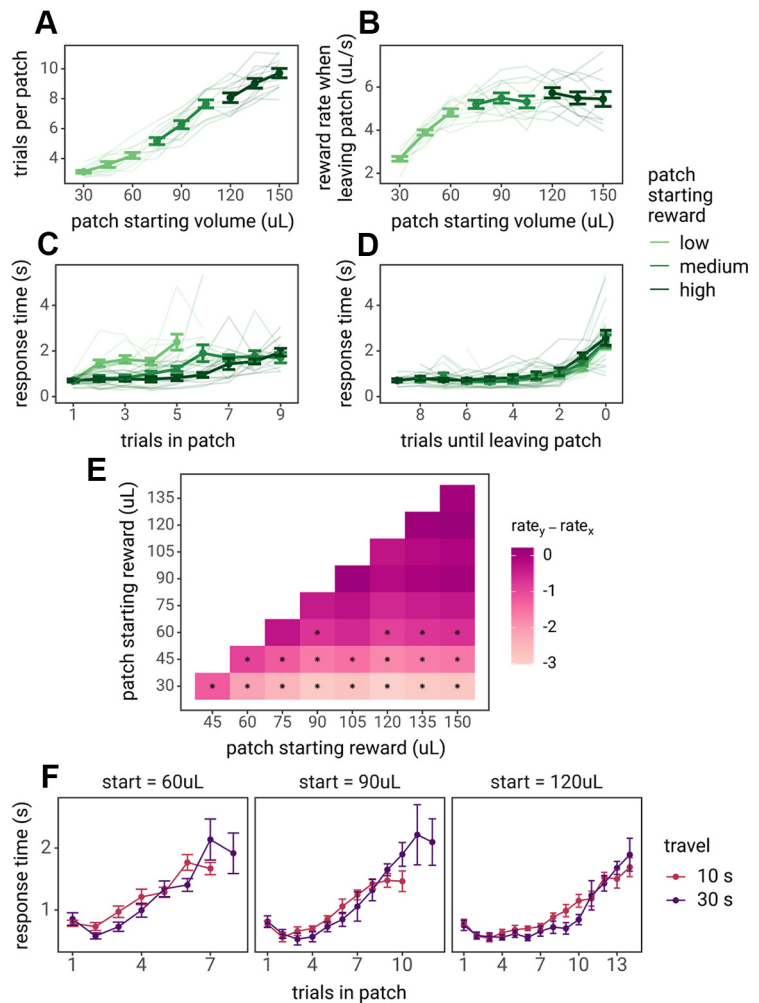 A
trials per patch
10
8
6
4
30 60 90 120 150
patch starting volume (uL)
B
reward rate when
leaving patch (uL/s)
6
4
2
30 60 90 120 150
patch starting volume (uL)
patch
starting
reward
low
medium
high
C
response time (s)
4
2
0
1 3 5 7 9
trials in patch
D
response time (s)
4
2
0
8 6 4 2 0
trials until leaving patch
E
patch starting reward (uL)
135
120
105
90
75
60
45
30
45 60 75 90 105 120 135 150
patch starting reward (uL)
ratey − ratex
0
-1
-2
-3
F
response time (s)
start = 60uL
start = 90uL
start = 120uL
2
1
1 4 7
1 4 7 10
1 4 7 10 13
trials in patch
travel
10 s
30 s